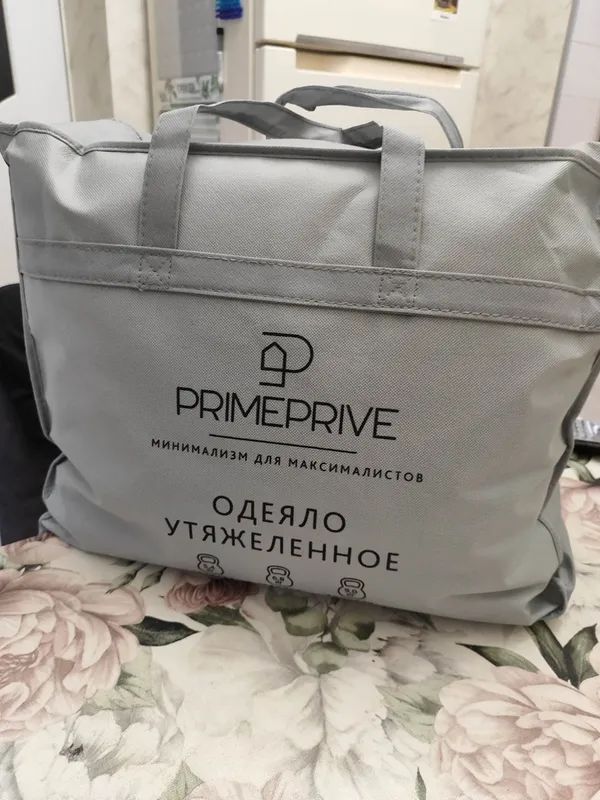 PRIMEPRIVE
МИНИМАЛИЗМ ДЛЯ МАКСИМАЛИСТОВ
ОДЕЯЛО
УТЯЖЕЛЕННОЕ